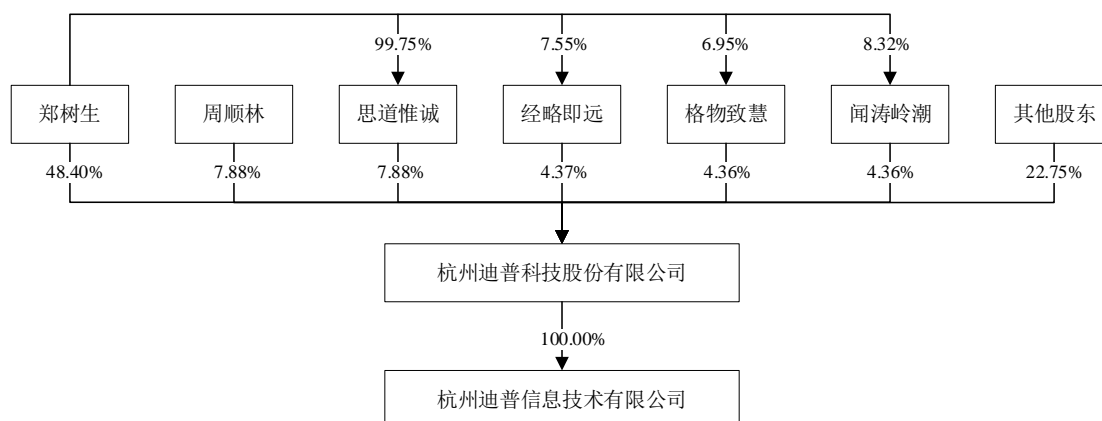 99.75%
7.55%
6.95%
8.32%
郑树生
周顺林
思道惟诚
经略即远
格物致慧
闻涛岭潮
其他股东
48.40%
7.88%
7.88%
4.37%
4.36%
4.36%
22.75%
杭州迪普科技股份有限公司
100.00%
杭州迪普信息技术有限公司